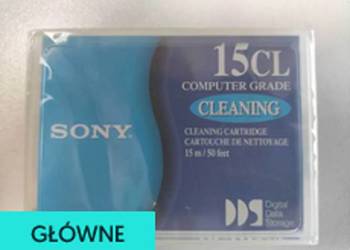 15CL
COMPUTER GRADE
CLEANING
SONY
CLEANING CARTRIDGE
CARTOUCHE DE NETTOYAGE
15 m / 50 feet
DDS Digital
Data
Storage
GŁÓWNE